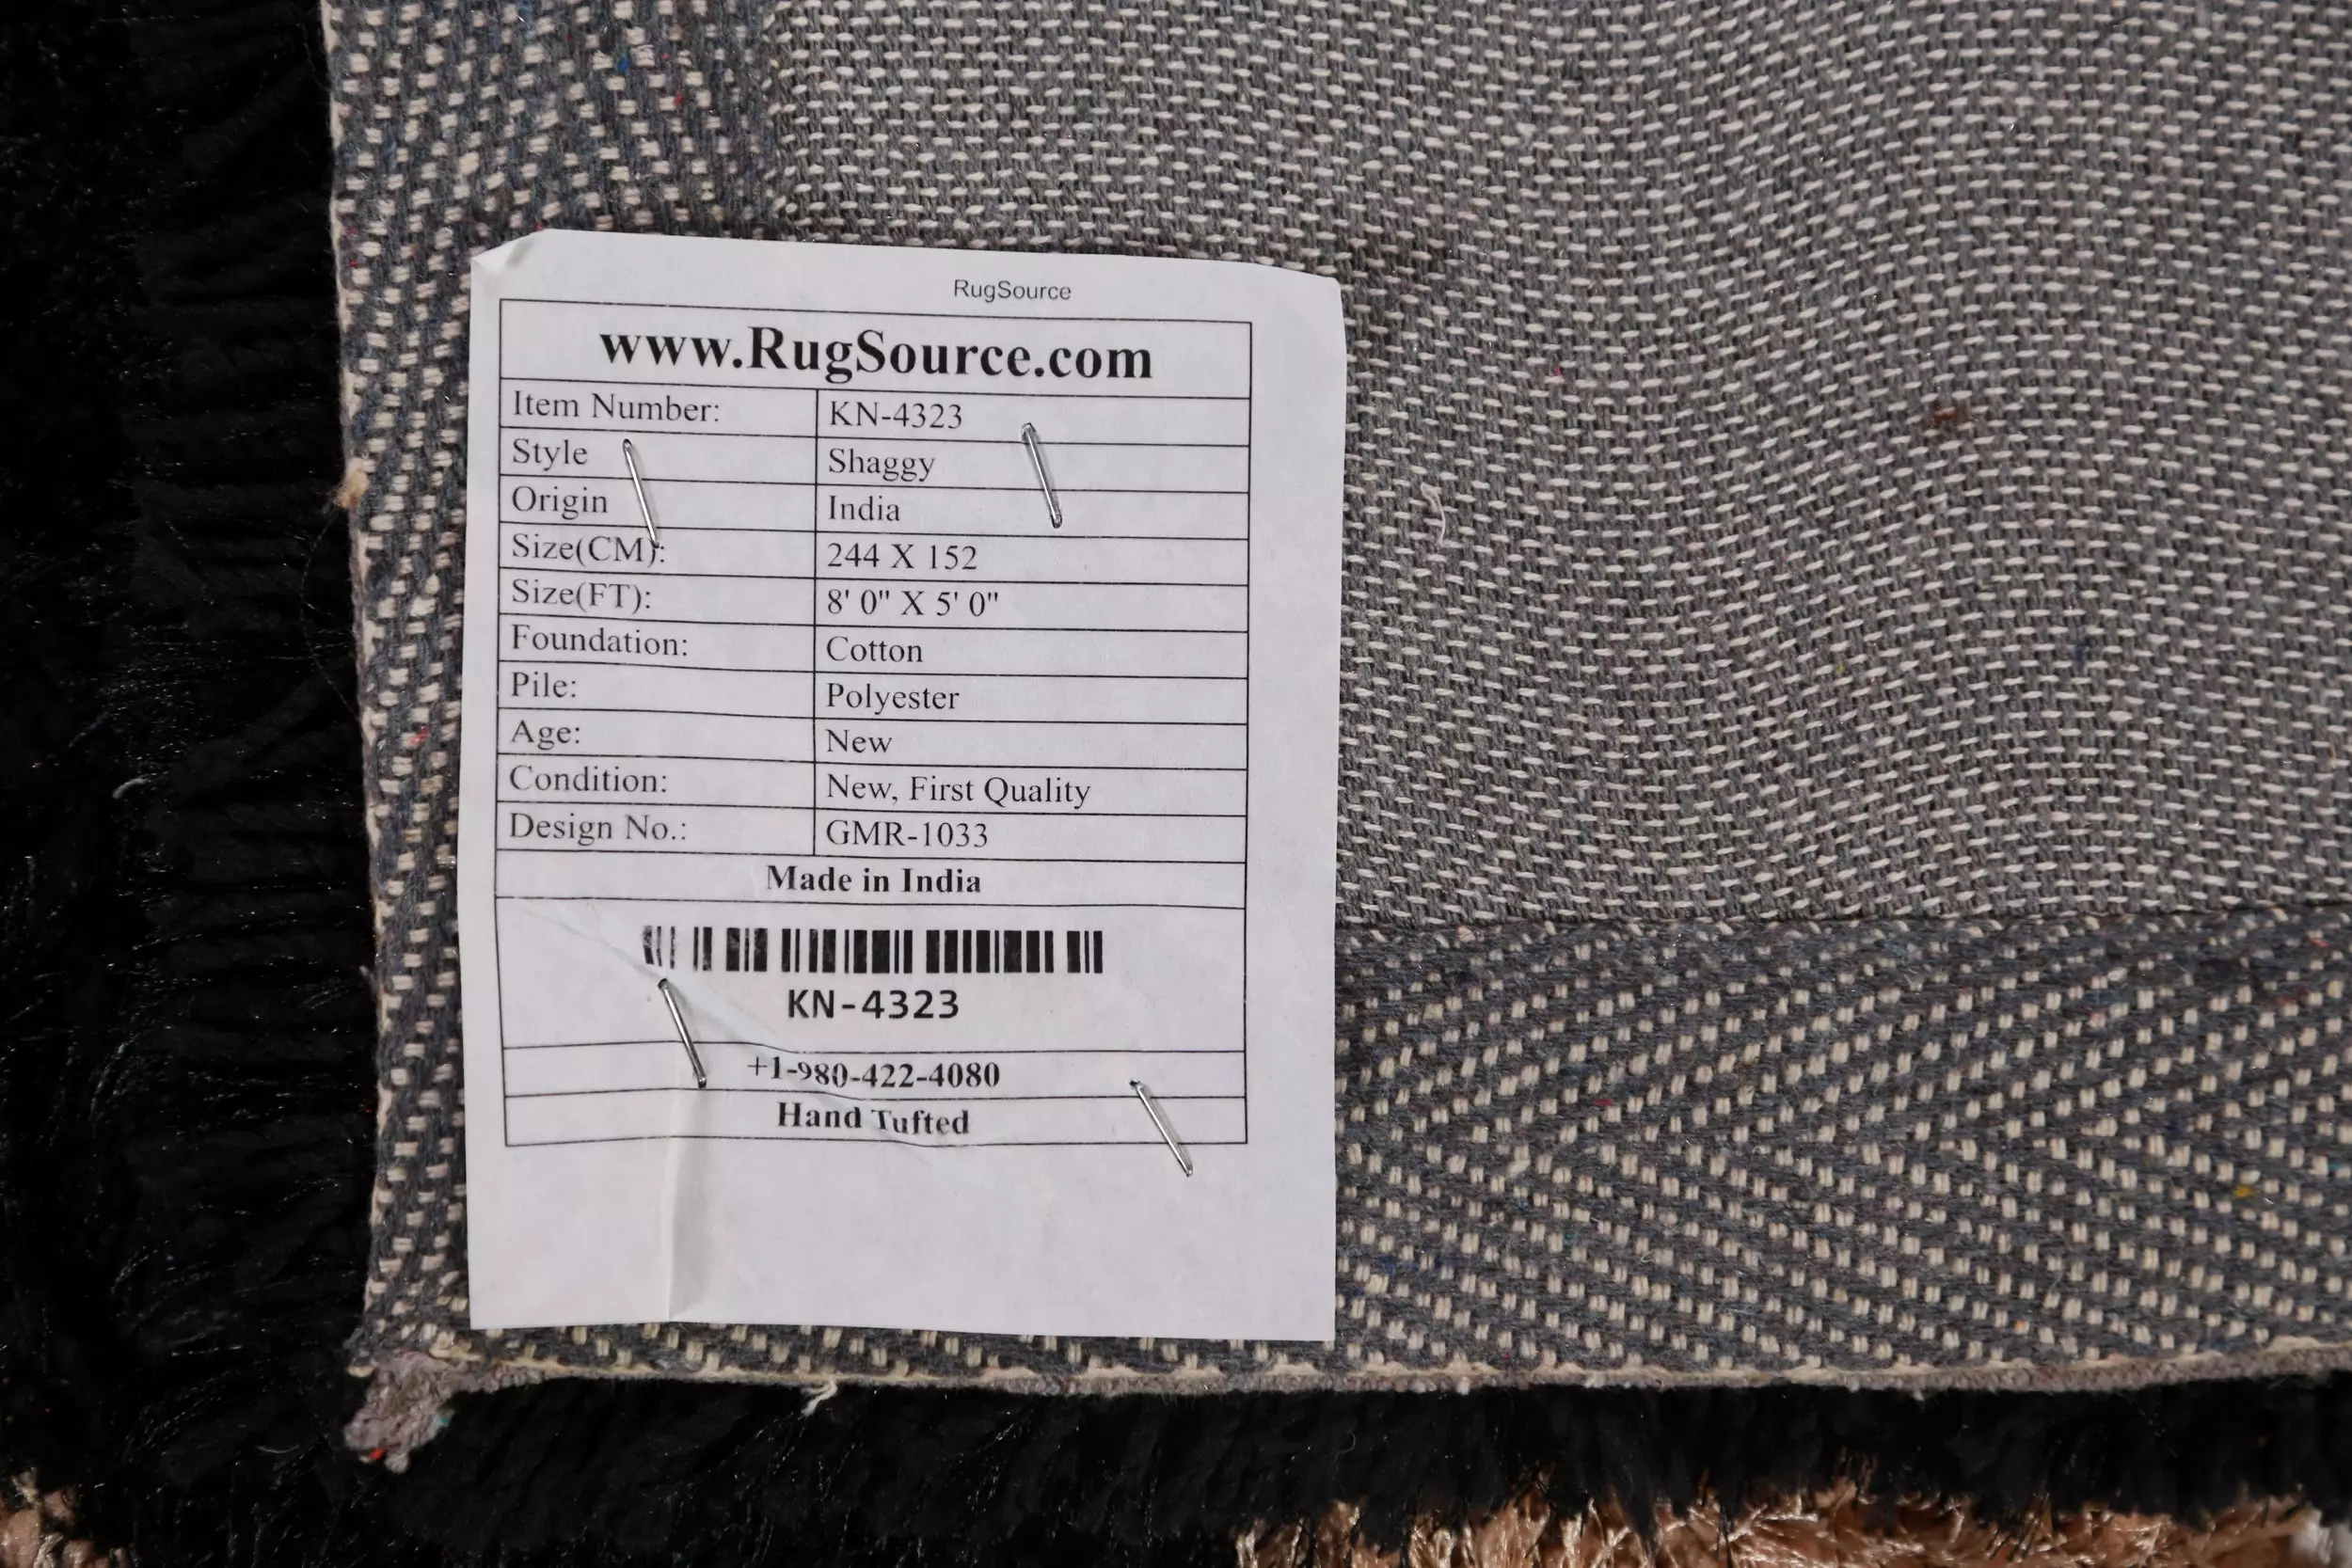 RugSource
www.RugSource.com
Item Number: KN-4323
Style Shaggy
Origin India
Size(CM): 244 X 152
Size(FT): 8' 0" X 5' 0"
Foundation: Cotton
Pile: Polyester
Age: New
Condition: New, First Quality
Design No.: GMR-1033
Made in India
KN-4323
+1-980-422-4080
Hand Tufted